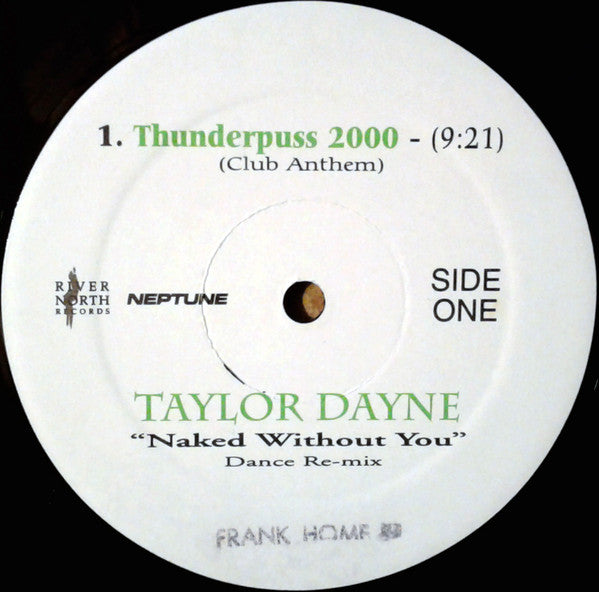 1. Thunderpuss 2000 - (9:21)
(Club Anthem)
RIVER
NORTH
RECORDS
NEPTUNE
SIDE
ONE
TAYLOR DAYNE
“Naked Without You”
Dance Re-mix
FRANK HOME